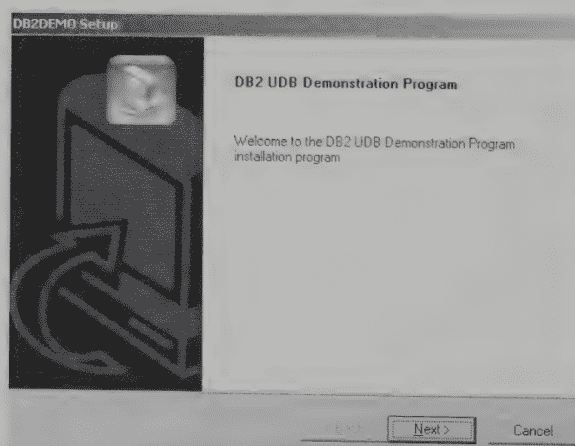 DB2DEMO Setup
DB2 UDB Demonstration Program
Welcome to the DB2 UDB Demonstration Program
installation program
Next >
Cancel